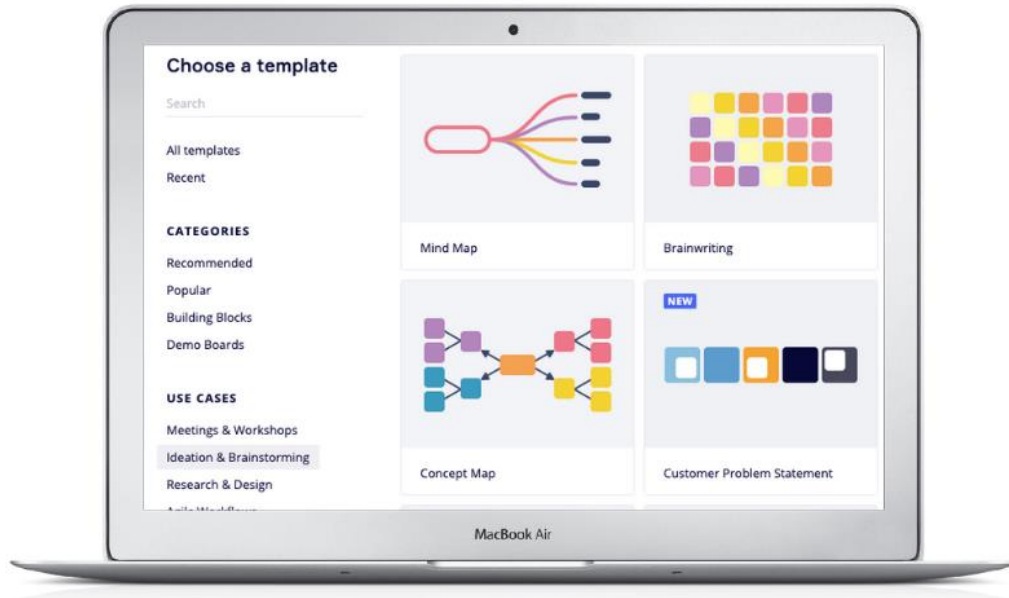 Choose a template
Search
All templates
Recent
CATEGORIES
Recommended
Popular
Building Blocks
Demo Boards
USE CASES
Meetings & Workshops
Ideation & Brainstorming
Research & Design
Mind Map
Brainwriting
Concept Map
NEW
Customer Problem Statement
MacBook Air